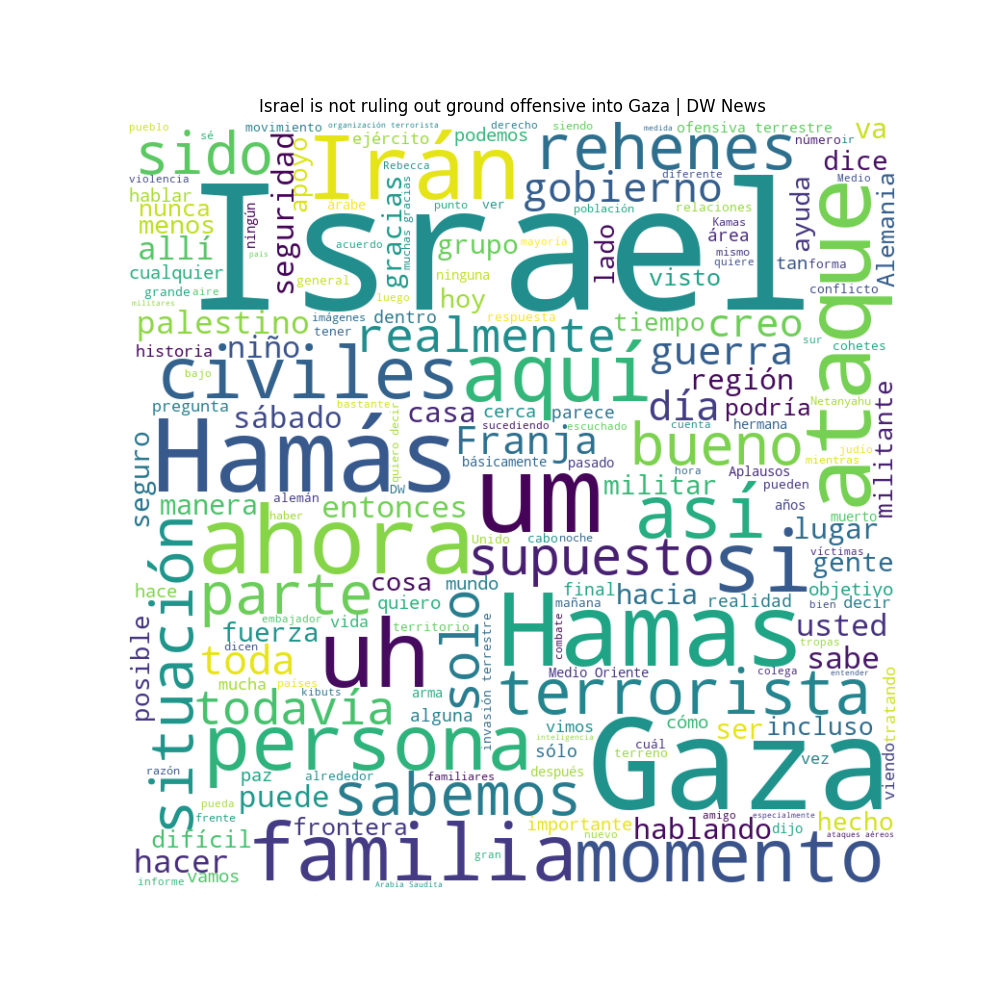 Israel is not ruling out ground offensive into Gaza | DW News
pueblo
sé
movimiento
organización terrorista
ejército
podemos
derecho
siendo
medida
ofensiva terrestre
número
ir
va
sido
seguridad
apoyo
Irán
Rebecca
rehenes
dice
violencia
hablar
gobierno
diferente
Medio
ayuda
Alemania
nunca
ningún
Israel
árabe
gracias
muchas gracias
punto
ver
población
relaciones
Kamas
ataque
menos
área
allí
país
acuerdo
grupo
mayoría
lado
mismo
quiere
tan
forma
cualquier
general
ninguna
visto
conflicto
grande
aire
luego
hoy
militares
palestino
imágenes
dentro
respuesta
tiempo
creo
sur
cohetes
tener
realmente
historia
niño
guerra
civiles
aquí
región
bajo
Netanyahu
militante
pregunta
sábado
bastante
casa
cerca
parece
día
podría
quiero decir
sucediendo
escuchado
cuenta
hermana
seguro
Hamás
Franja
bueno
judío
básicamente
pasado
hora
Aplausos
mientras
alemán
DW
um
militar
pueden
manera
entonces
así
años
haber
muerto
ahora
Unido
cabo
noche
lugar
situación
supuesto
si
víctimas
gente
hace
parte
cosa
mundo
final
hacia
objetivo
quiero
solo
mañana
realidad
bien
decir
posible
embajador
vida
territorio
Hamas
fuerza
uh
invasión terrestre
combate
usted
tropas
toda
dicen
sabe
mucha
países
Medio Oriente
colega
entender
kibuts
arma
terrorista
tratando
todavía
alguna
vimos
cómo
ser
incluso
persona
inteligencia
Gaza
sólo
cuál
terreno
vez
viendo
razón
paz
alrededor
familiares
después
pueda
puede
sabemos
frente
frontera
importante
amigo
especialmente
difícil
familia
hablando
dijo
hecho
nuevo
ataques aéreos
hacer
gran
momento
informe
vamos
Arabia Saudita